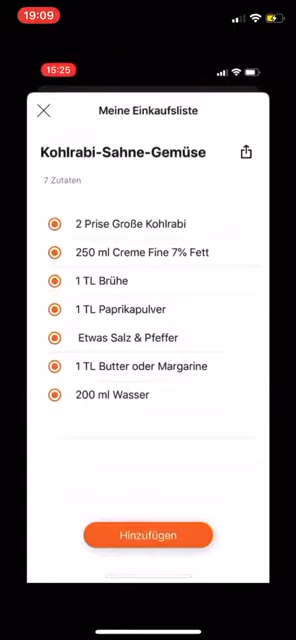 19:09
15:25
Meine Einkaufsliste
Kohlrabi-Sahne-Gemüse
7 Zutaten
2 Prise Große Kohlrabi
250 ml Creme Fine 7% Fett
1 TL Brühe
1 TL Paprikapulver
Etwas Salz & Pfeffer
1 TL Butter oder Margarine
200 ml Wasser
Hinzufügen